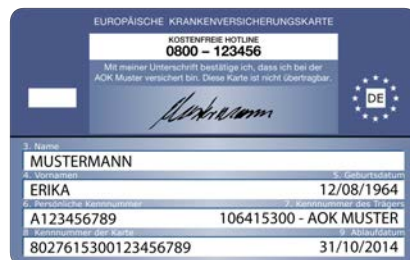 EUROPÄISCHE KRANKENVERSICHERUNGSKARTE
KOSTENFREIE HOTLINE
0800 – 123456
Mit meiner Unterschrift bestätige ich, dass ich bei der
AOK Muster versichert bin. Diese Karte ist nicht übertragbar.
Mustermann
DE
3. Name
MUSTERMANN
4. Vornamen 5. Geburtsdatum
ERIKA 12/08/1964
6. Persönliche Kennnummer 7. Kennnummer des Trägers
A123456789 106415300 - AOK MUSTER
8 Kennnummer der Karte 9. Ablaufdatum
8027615300123456789 31/10/2014